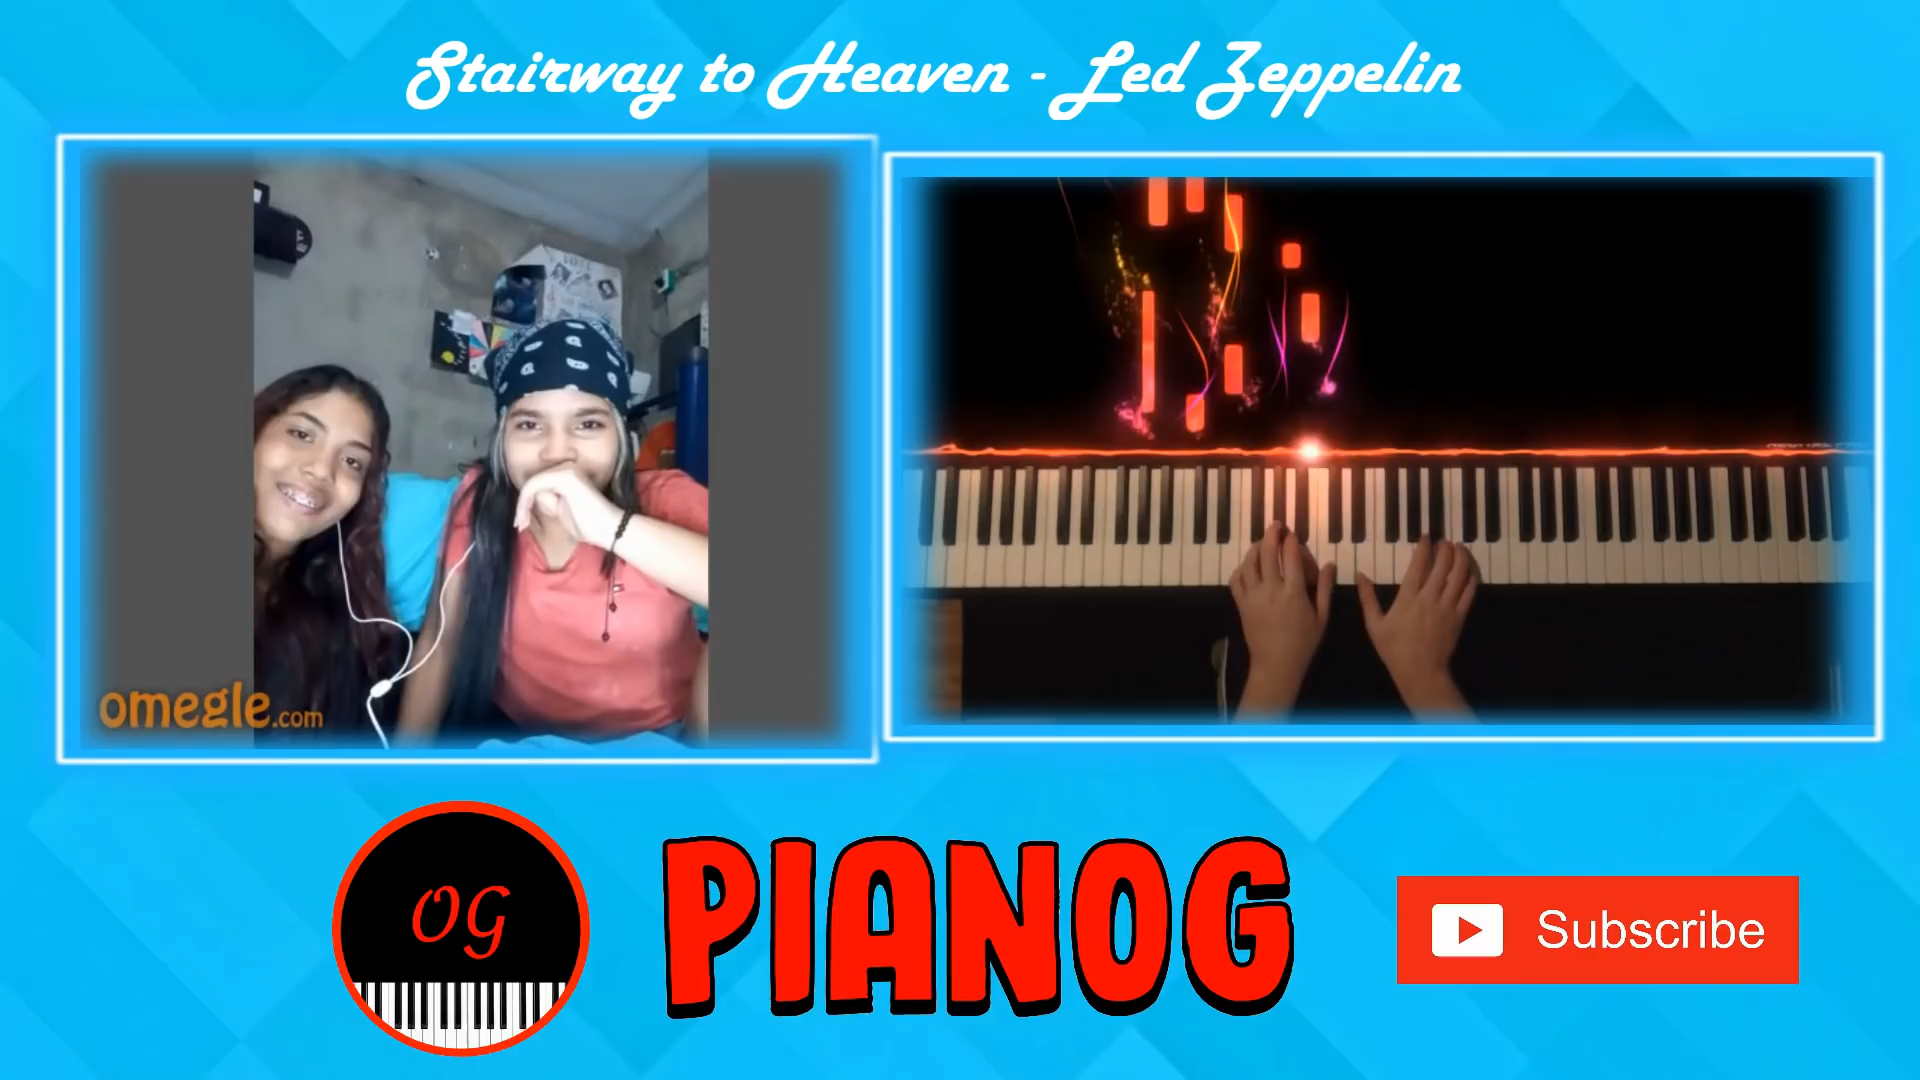 Stairway to Heaven - Led Zeppelin
omegle.com
OG
PIANOG
Subscribe